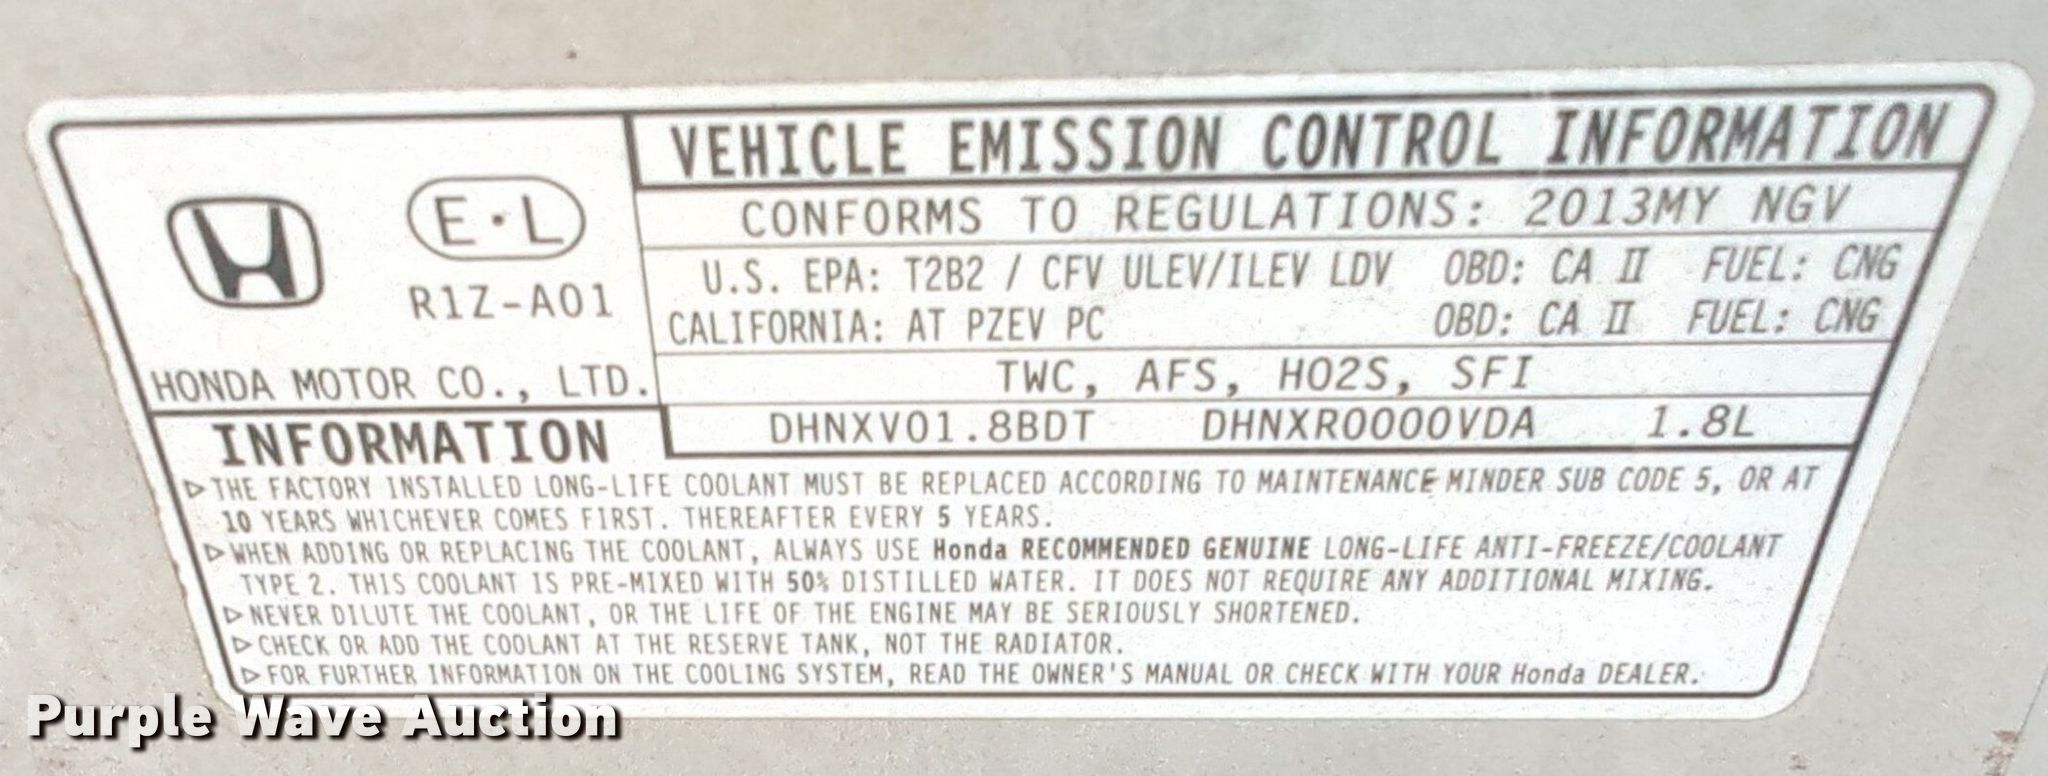 VEHICLE EMISSION CONTROL INFORMATION
E·L
R1Z-A01
HONDA MOTOR CO., LTD.
CONFORMS TO REGULATIONS: 2013MY NGV
U.S. EPA: T2B2 / CFV ULEV/ILEV LDV OBD: CA II FUEL: CNG
CALIFORNIA: AT PZEV PC OBD: CA II FUEL: CNG
TWC, AFS, HO2S, SFI
DHNXV01.8BDT DHNXR0000VDA 1.8L
INFORMATION
▷THE FACTORY INSTALLED LONG-LIFE COOLANT MUST BE REPLACED ACCORDING TO MAINTENANCE MINDER SUB CODE 5, OR AT
10 YEARS WHICHEVER COMES FIRST. THEREAFTER EVERY 5 YEARS.
▷WHEN ADDING OR REPLACING THE COOLANT, ALWAYS USE Honda RECOMMENDED GENUINE LONG-LIFE ANTI-FREEZE/COOLANT
TYPE 2. THIS COOLANT IS PRE-MIXED WITH 50% DISTILLED WATER. IT DOES NOT REQUIRE ANY ADDITIONAL MIXING.
▷NEVER DILUTE THE COOLANT, OR THE LIFE OF THE ENGINE MAY BE SERIOUSLY SHORTENED.
▷CHECK OR ADD THE COOLANT AT THE RESERVE TANK, NOT THE RADIATOR.
▷FOR FURTHER INFORMATION ON THE COOLING SYSTEM, READ THE OWNER'S MANUAL OR CHECK WITH YOUR Honda DEALER.
Purple Wave Auction